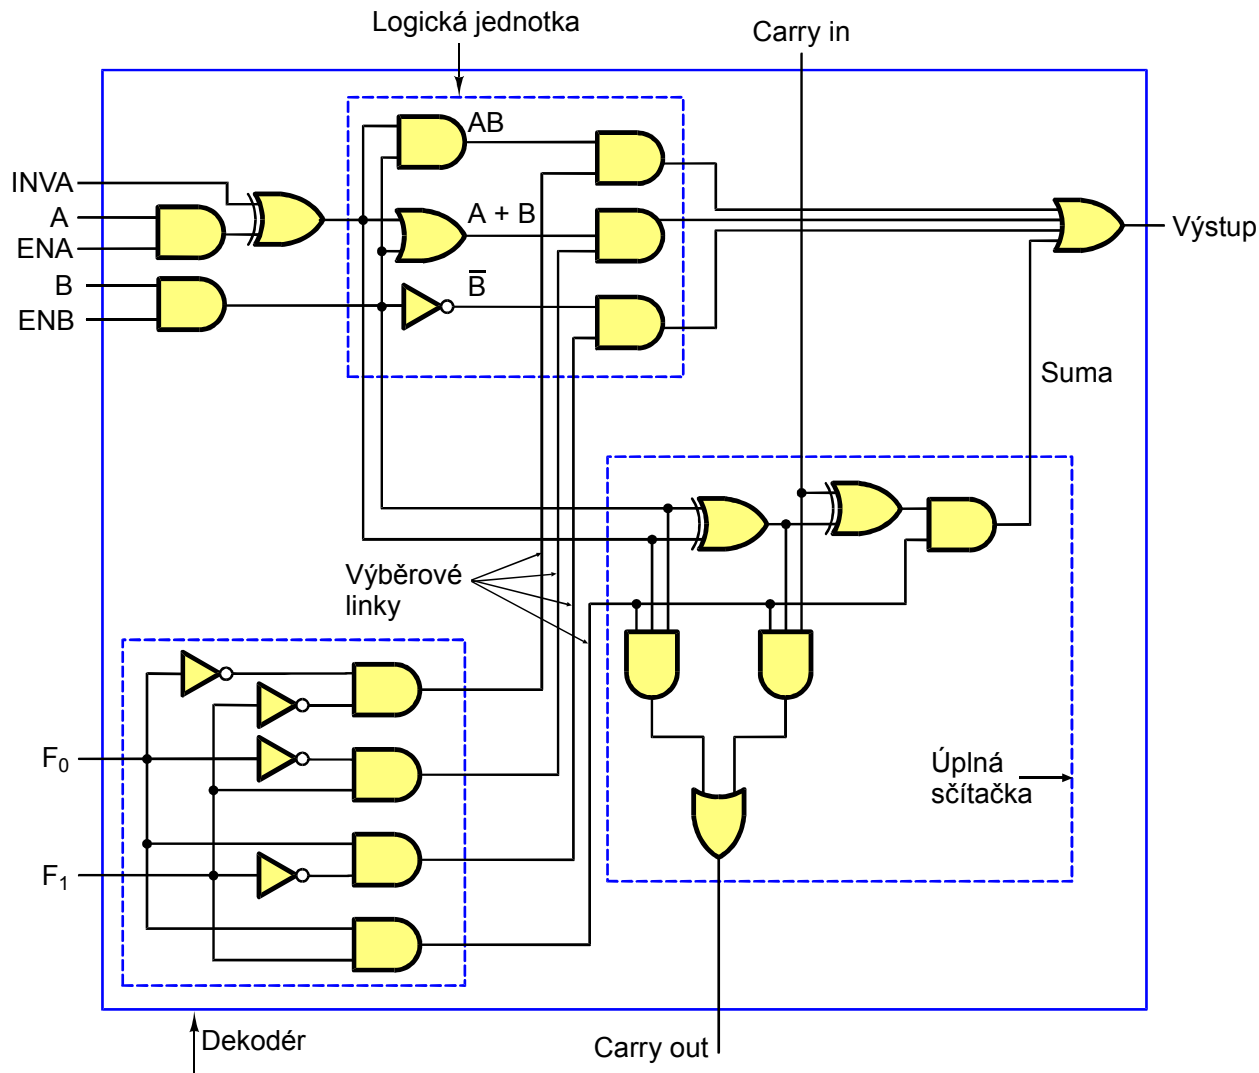 Logická jednotka
Carry in
AB
INVA
A
A + B
Výstup
ENA
B
B̅
ENB
Suma
Výběrové
linky
F₀
Úplná
sčítačka
F₁
Dekodér
Carry out